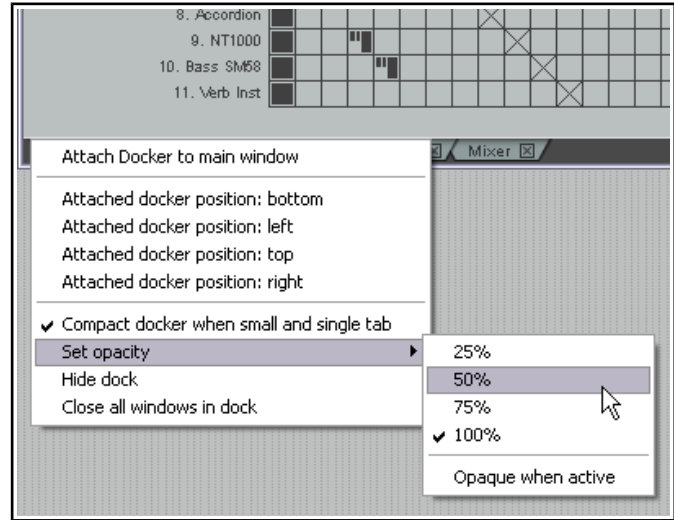 8. Accordion
9. NT1000
10. Bass SM58
11. Verb Inst
Mixer
Attach Docker to main window
Attached docker position: bottom
Attached docker position: left
Attached docker position: top
Attached docker position: right
Compact docker when small and single tab
Set opacity
Hide dock
Close all windows in dock
25%
50%
75%
100%
Opaque when active